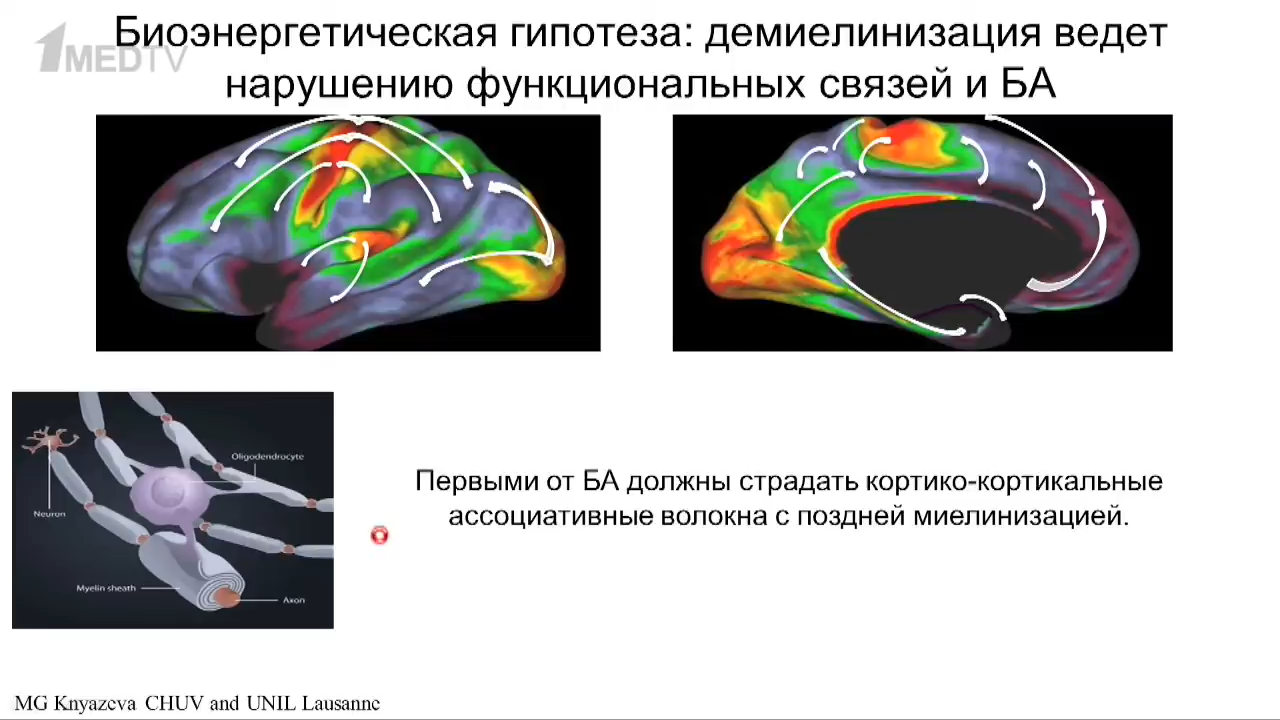 Биоэнергетическая гипотеза: демиелинизация ведет
нарушению функциональных связей и БА
1MEDTV
Oligodendrocyte
Neuron
Myelin sheath
Axon
Первыми от БА должны страдать кортико-кортикальные
ассоциативные волокна с поздней миелинизацией.
MG Knyazeva CHUV and UNIL Lausanne